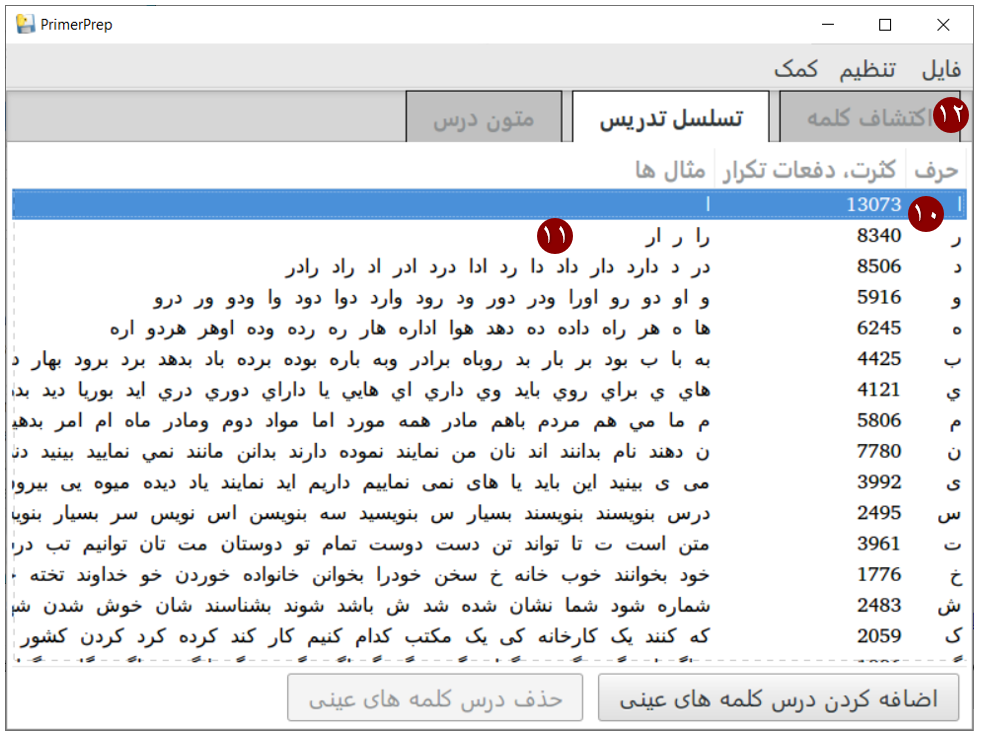 PrimerPrep
فایل تنظیم کمک
اکتشاف کلمه ۱۲ تسلسل تدریس متون درس
حرف کثرت، دفعات تکرار مثال ها
ا 13073 ا
۱۰
ر 8340 را ر ار
۱۱
د 8506 در د دارد دار داد دا رد ادا درد ادر اد راد رادر
و 5916 و او دو رو اورا ودر دور ود رود وارد دوا دود وا ودو ور درو
ه 6245 ها ه هر راه داده ده دهد هوا اداره هار ره رده وده اوهر هردو اره
ب 4425 به با ب بود بر بار بد روباه برادر وبه باره بوده برده باد بدهد برد برود بهار
ي 4121 هاي ي براي روي بايد وي داري اي هايي يا داراي دوري دري ايد بوريا ديد
م 5806 م ما مي هم مردم باهم مادر همه مورد اما مواد دوم ومادر ماه ام امر
ن 7780 ن دهند نام بدانند اند نان من نمايند نموده دارند بدانن مانند نمي نماييد بينيد
ی 3992 می ی بینید این باید یا های نمی نماییم داریم اید نمایند یاد دیده میوه یی
س 2495 درس بنویسند بنویسند بسیار س بنویسید سه بنویسن اس نویس سر بسیار
ت 3961 متن است ت تا تواند تن دست دوست تمام تو دوستان مت تان توانیم تب
خ 1776 خود بخوانند خوب خانه خ سخن خودرا بخوانن خانواده خوردن خو خداوند تخته
ش 2483 شماره شود شما نشان شده شد ش باشد شوند بشناسند شان خوش شدن
ک 2059 که کنند یک کارخانه کی یک مکتب کدام کنیم کار کند کرده کرد کردن کشور
اضافه کردن درس کلمه های عینی حذف درس کلمه های عینی